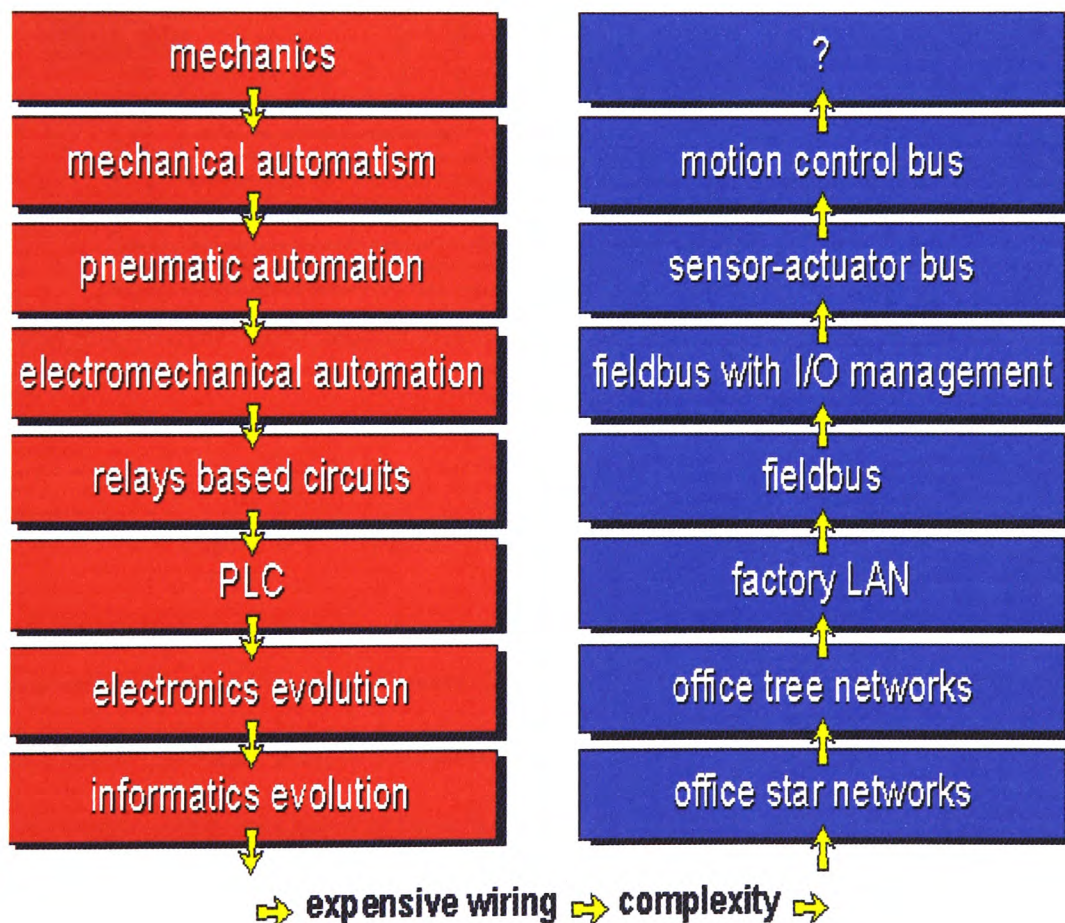 mechanics
mechanical automatism
pneumatic automation
electromechanical automation
relays based circuits
PLC
electronics evolution
informatics evolution
expensive wiring complexity
office star networks
office tree networks
factory LAN
fieldbus
fieldbus with I/O management
sensor-actuator bus
motion control bus
?